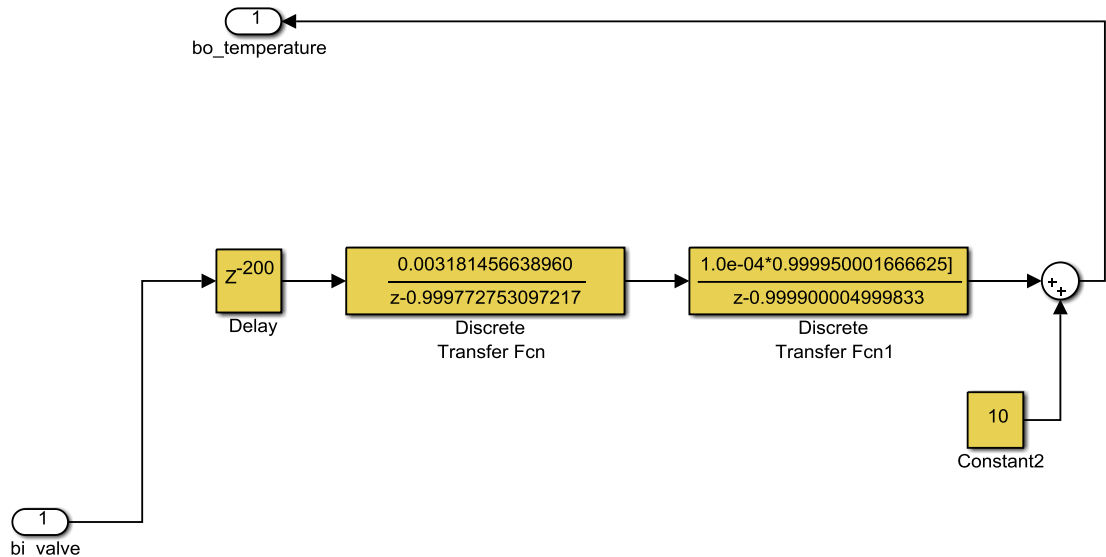 1
bo_temperature
z-200
Delay
0.003181456638960
z-0.999772753097217
Discrete
Transfer Fcn
1.0e-04*0.999950001666625]
z-0.999900004999833
Discrete
Transfer Fcn1
++
10
Constant2
1
bi_valve